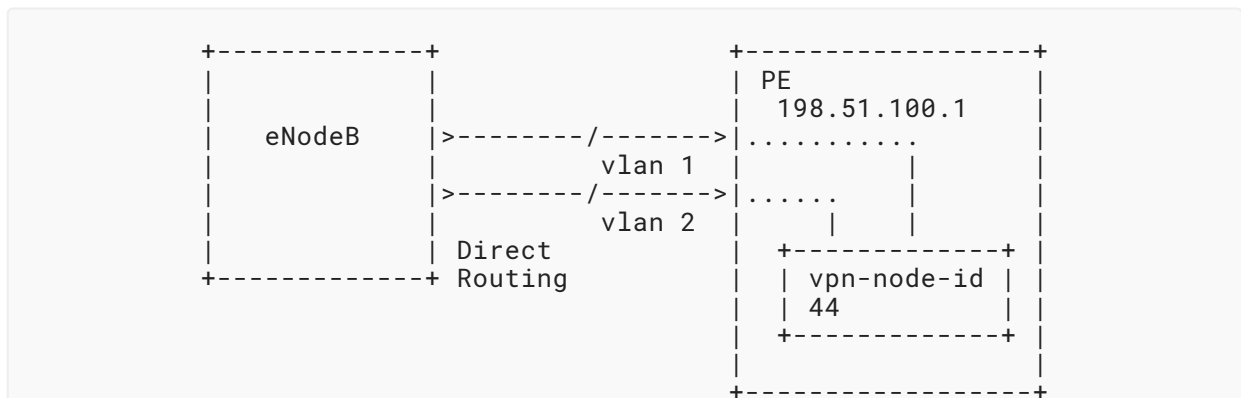 PE
198.51.100.1
eNodeB
vlan 1
vlan 2
Direct
Routing
vpn-node-id
44